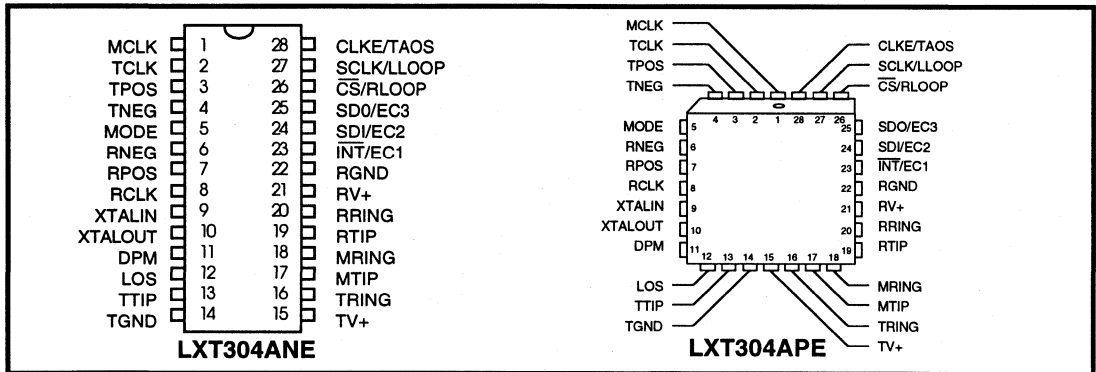 MCLK 1 28 CLKE/TAOS
TCLK 2 27 SCLK/LLOOP
TPOS 3 26 C̅S̅/RLOOP
TNEG 4 25 SD0/EC3
MODE 5 24 SDI/EC2
RNEG 6 23 I̅N̅T̅/EC1
RPOS 7 22 RGND
RCLK 8 21 RV+
XTALIN 9 20 RRING
XTALOUT 10 19 RTIP
DPM 11 18 MRING
LOS 12 17 MTIP
TTIP 13 16 TRING
TGND 14 15 TV+
LXT304ANE
MCLK
TCLK CLKE/TAOS
TPOS SCLK/LLOOP
TNEG C̅S̅/RLOOP
4 3 2 1 28 27 26
MODE 5 25 SDO/EC3
RNEG 6 24 SDI/EC2
RPOS 7 23 I̅N̅T̅/EC1
RCLK 8 22 RGND
XTALIN 9 21 RV+
XTALOUT 10 20 RRING
DPM 11 19 RTIP
12 13 14 15 16 17 18
LOS MRING
TTIP MTIP
TGND TRING
LXT304APE TV+